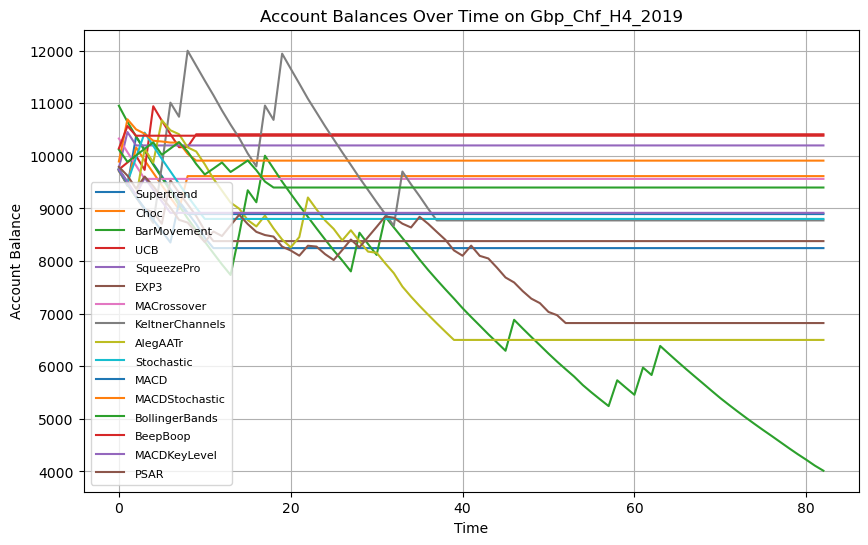 Account Balances Over Time on Gbp_Chf_H4_2019
12000
11000
10000
9000
8000
7000
6000
5000
4000
Account Balance
Supertrend
Choc
BarMovement
UCB
SqueezePro
EXP3
MACrossover
KeltnerChannels
AlegAATr
Stochastic
MACD
MACDStochastic
BollingerBands
BeepBoop
MACDKeyLevel
PSAR
0 20 40 60 80
Time